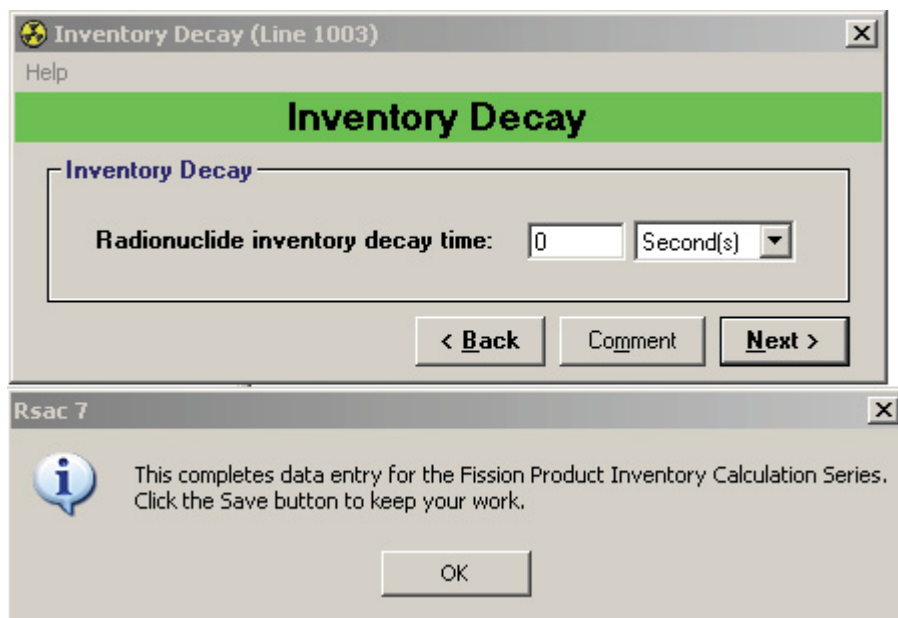 Inventory Decay (Line 1003)
Help
Inventory Decay
Inventory Decay
Radionuclide inventory decay time: 0 Second(s)
< Back Comment Next >
Rsac 7
This completes data entry for the Fission Product Inventory Calculation Series.
Click the Save button to keep your work.
OK